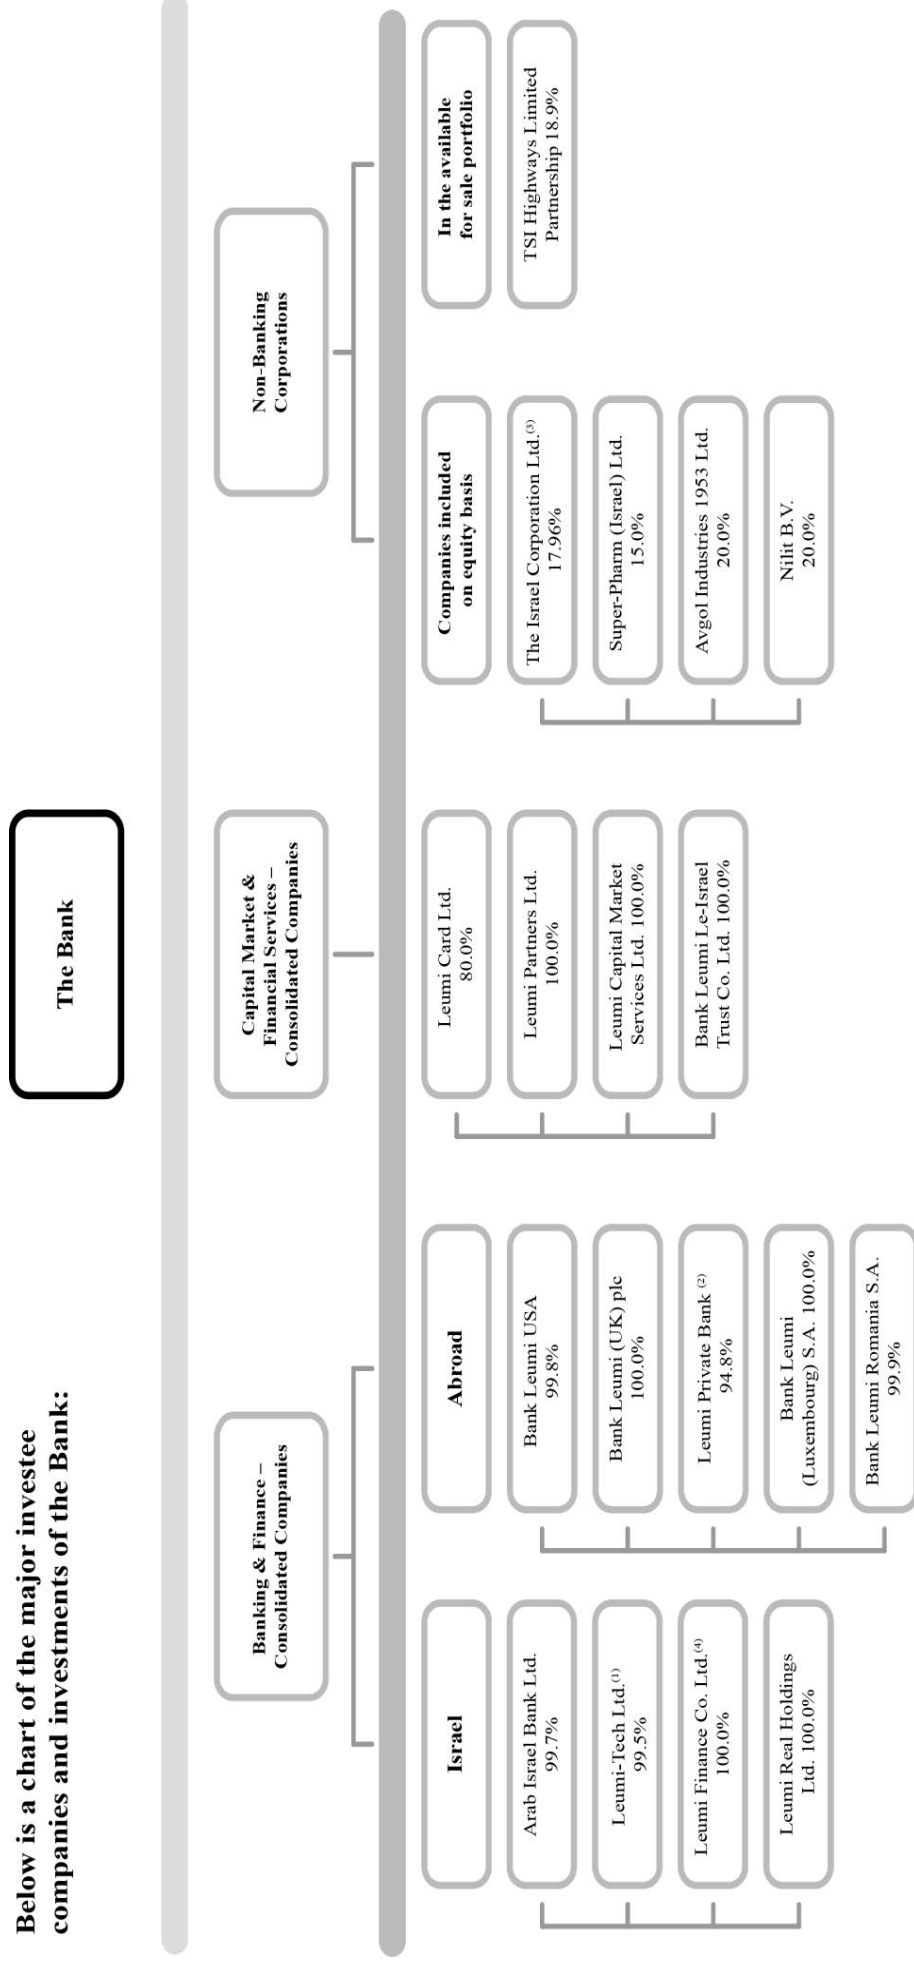 Below is a chart of the major investee
companies and investments of the Bank:
The Bank
Banking & Finance –
Consolidated Companies
Capital Market &
Financial Services –
Consolidated Companies
Non-Banking
Corporations
Israel
Arab Israel Bank Ltd.
99.7%
Leumi-Tech Ltd.(1)
99.5%
Leumi Finance Co. Ltd.(4)
100.0%
Leumi Real Holdings
Ltd. 100.0%
Abroad
Bank Leumi USA
99.8%
Bank Leumi (UK) plc
100.0%
Leumi Private Bank (2)
94.8%
Bank Leumi
(Luxembourg) S.A. 100.0%
Bank Leumi Romania S.A.
99.9%
Leumi Card Ltd.
80.0%
Leumi Partners Ltd.
100.0%
Leumi Capital Market
Services Ltd. 100.0%
Bank Leumi Le-Israel
Trust Co. Ltd. 100.0%
Companies included
on equity basis
The Israel Corporation Ltd.(3)
17.96%
Super-Pharm (Israel) Ltd.
15.0%
Avgol Industries 1953 Ltd.
20.0%
Nilit B.V.
20.0%
In the available
for sale portfolio
TSI Highways Limited
Partnership 18.9%